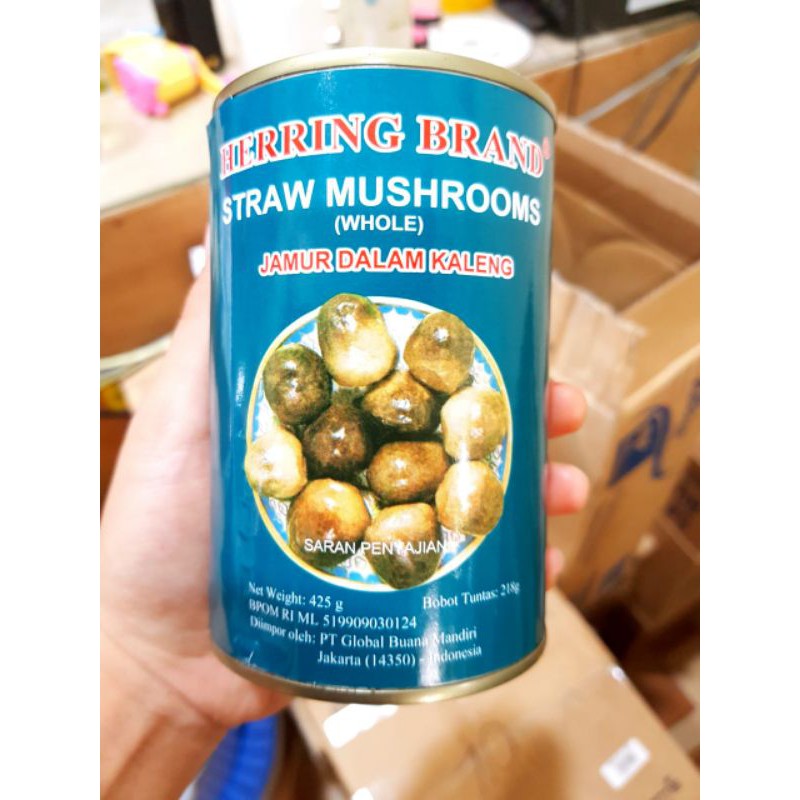 HERRING BRAND®
STRAW MUSHROOMS
(WHOLE)
JAMUR DALAM KALENG
SARAN PENYAJIAN
Net Weight: 425 g
Bobot Tuntas: 218g
BPOM RI ML 519909030124
Diimpor oleh: PT Global Buana Mandiri
Jakarta (14350) - Indonesia